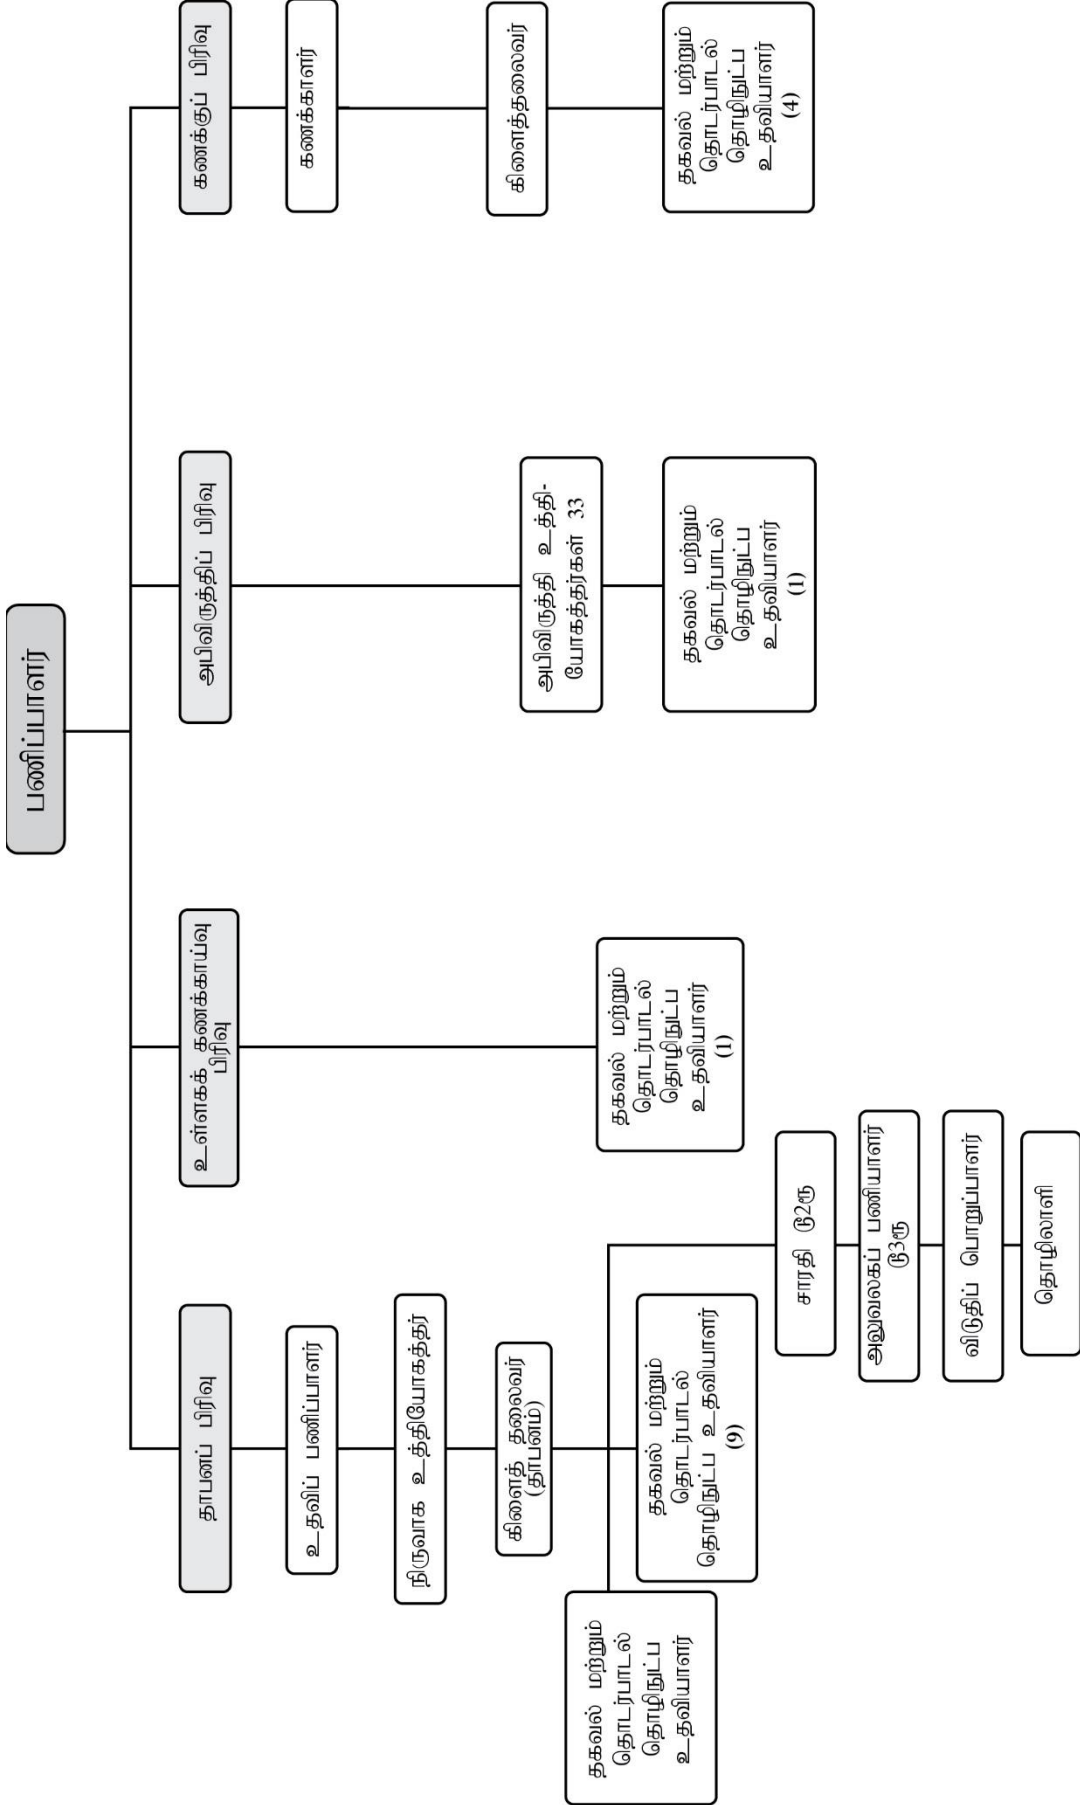 பணிப்பாளர்
தாபனப் பிரிவு
உள்ளகக் கணக்காய்வு
பிரிவு
அபிவிருத்திப் பிரிவு
கணக்குப் பிரிவு
உதவிப் பணிப்பாளர்
நிருவாக உத்தியோகத்தர்
கிளைத் தலைவர்
(தாபனம்)
தகவல் மற்றும்
தொடர்பாடல்
தொழிநுட்ப
உதவியாளர்
தகவல் மற்றும்
தொடர்பாடல்
தொழிநுட்ப உதவியாளர்
(9)
சாரதி டூ2ரூ
அலுவலகப் பணியாளர்
டூ3ரூ
விடுதிப் பொறுப்பாளர்
தொழிலாளி
தகவல் மற்றும்
தொடர்பாடல்
தொழிநுட்ப
உதவியாளர்
(1)
அபிவிருத்தி உத்தி-
யோகத்தர்கள் 33
தகவல் மற்றும்
தொடர்பாடல்
தொழிநுட்ப
உதவியாளர்
(1)
கணக்காளர்
கிளைத்தலைவர்
தகவல் மற்றும்
தொடர்பாடல்
தொழிநுட்ப
உதவியாளர்
(4)